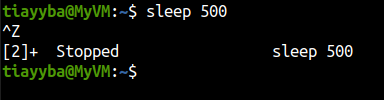 tiayyba@MyVM:~$ sleep 500
^Z
[2]+  Stopped                 sleep 500
tiayyba@MyVM:~$